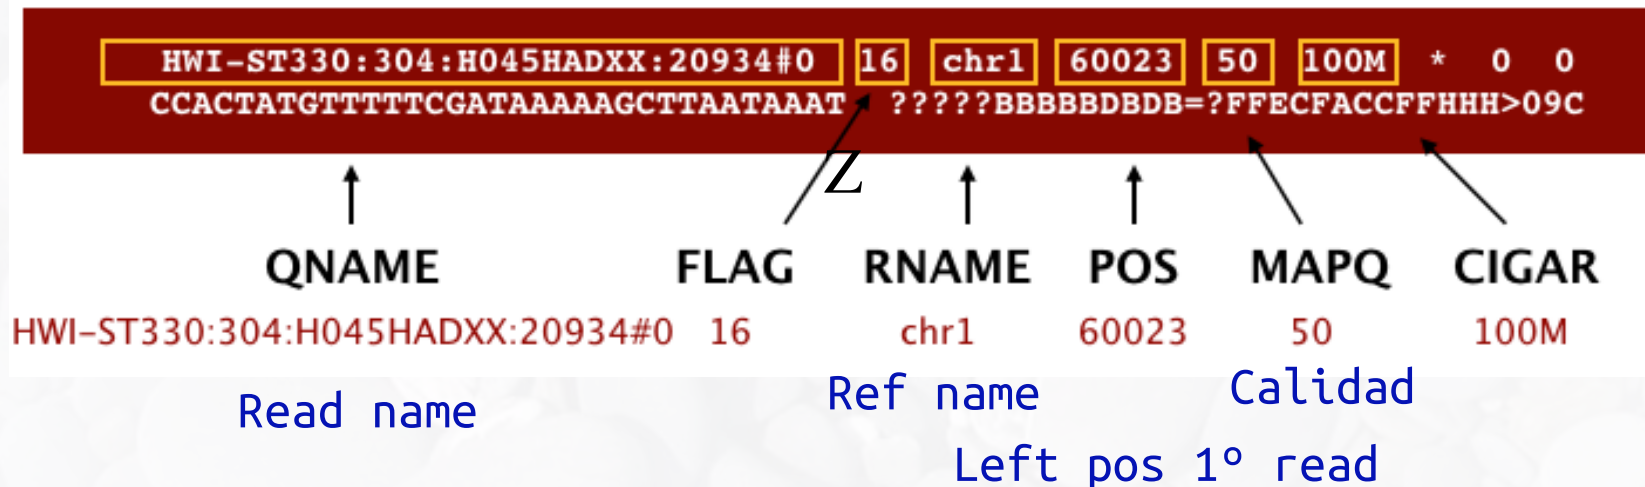 HWI-ST330:304:H045HADXX:20934#0 16 chr1 60023 50 100M * 0 0
CCACTATGTTTTTCGATAAAAAGCTTAATAAAT ?????BBBBBDBDB=?FFECFACCFFHHH>09C
Z
QNAME FLAG RNAME POS MAPQ CIGAR
HWI-ST330:304:H045HADXX:20934#0 16 chr1 60023 50 100M
Read name Ref name Calidad
Left pos 1º read